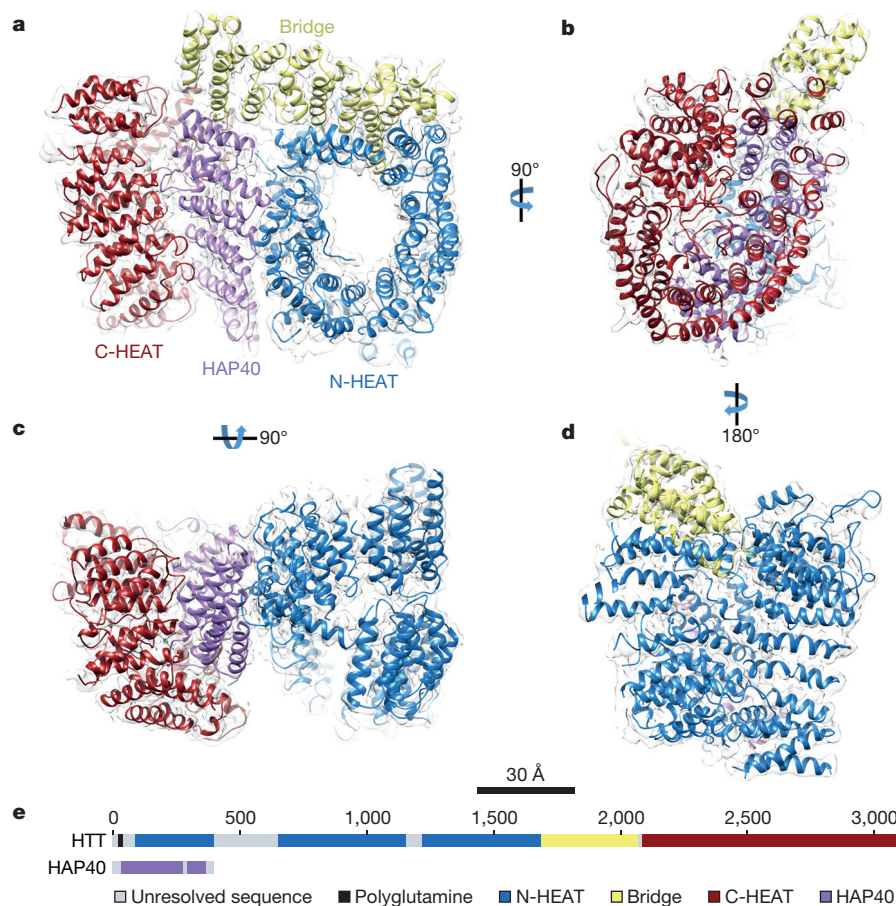 a
Bridge
b
90°
C-HEAT
HAP40
N-HEAT
c
90°
180°
d
30 Å
e
0 500 1,000 1,500 2,000 2,500 3,000
HTT
HAP40
Unresolved sequence Polyglutamine N-HEAT Bridge C-HEAT HAP40